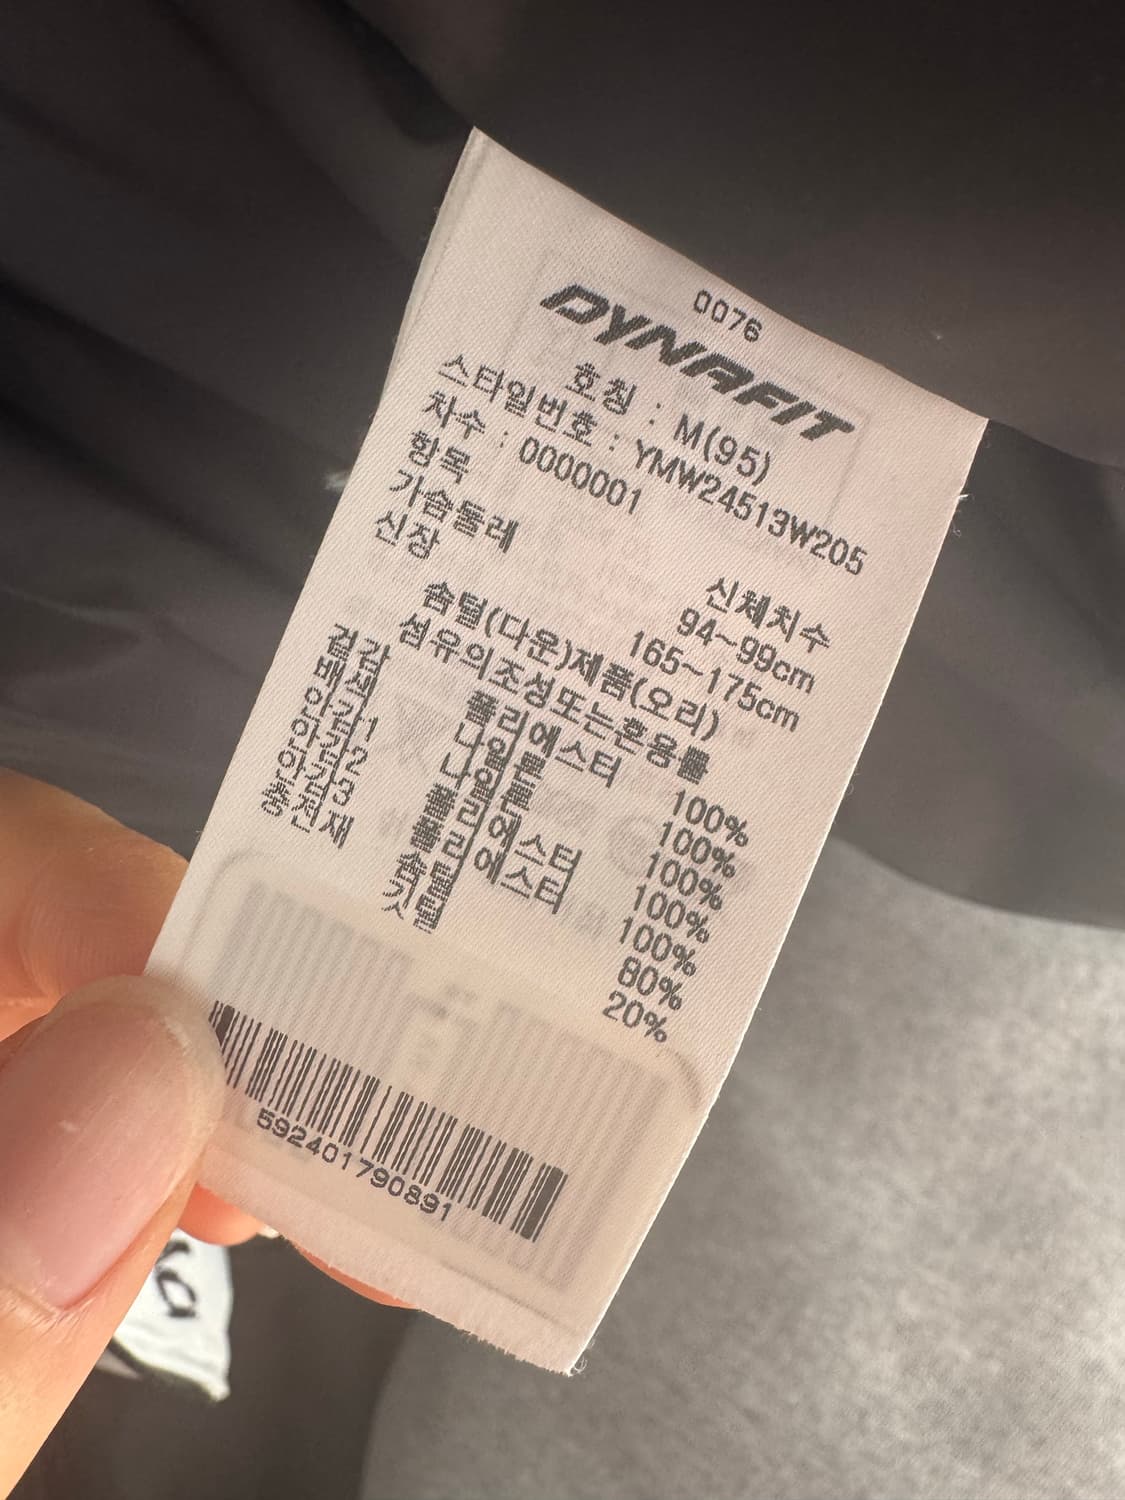 0076
DYNAFIT
호칭 : M(95)
스타일번호 : YMW24513W205
차수 : 0000001
항목 신체치수
가슴둘레 94~99cm
신장 165~175cm
솜털(다운)제품(오리)
섬유의조성또는혼용률
겉감 폴리에스터 100%
배색 나일론 100%
안감1 나일론 100%
안감2 폴리에스터 100%
안감3 폴리에스터 100%
충전재 솜털 80%
깃털 20%
592401790891